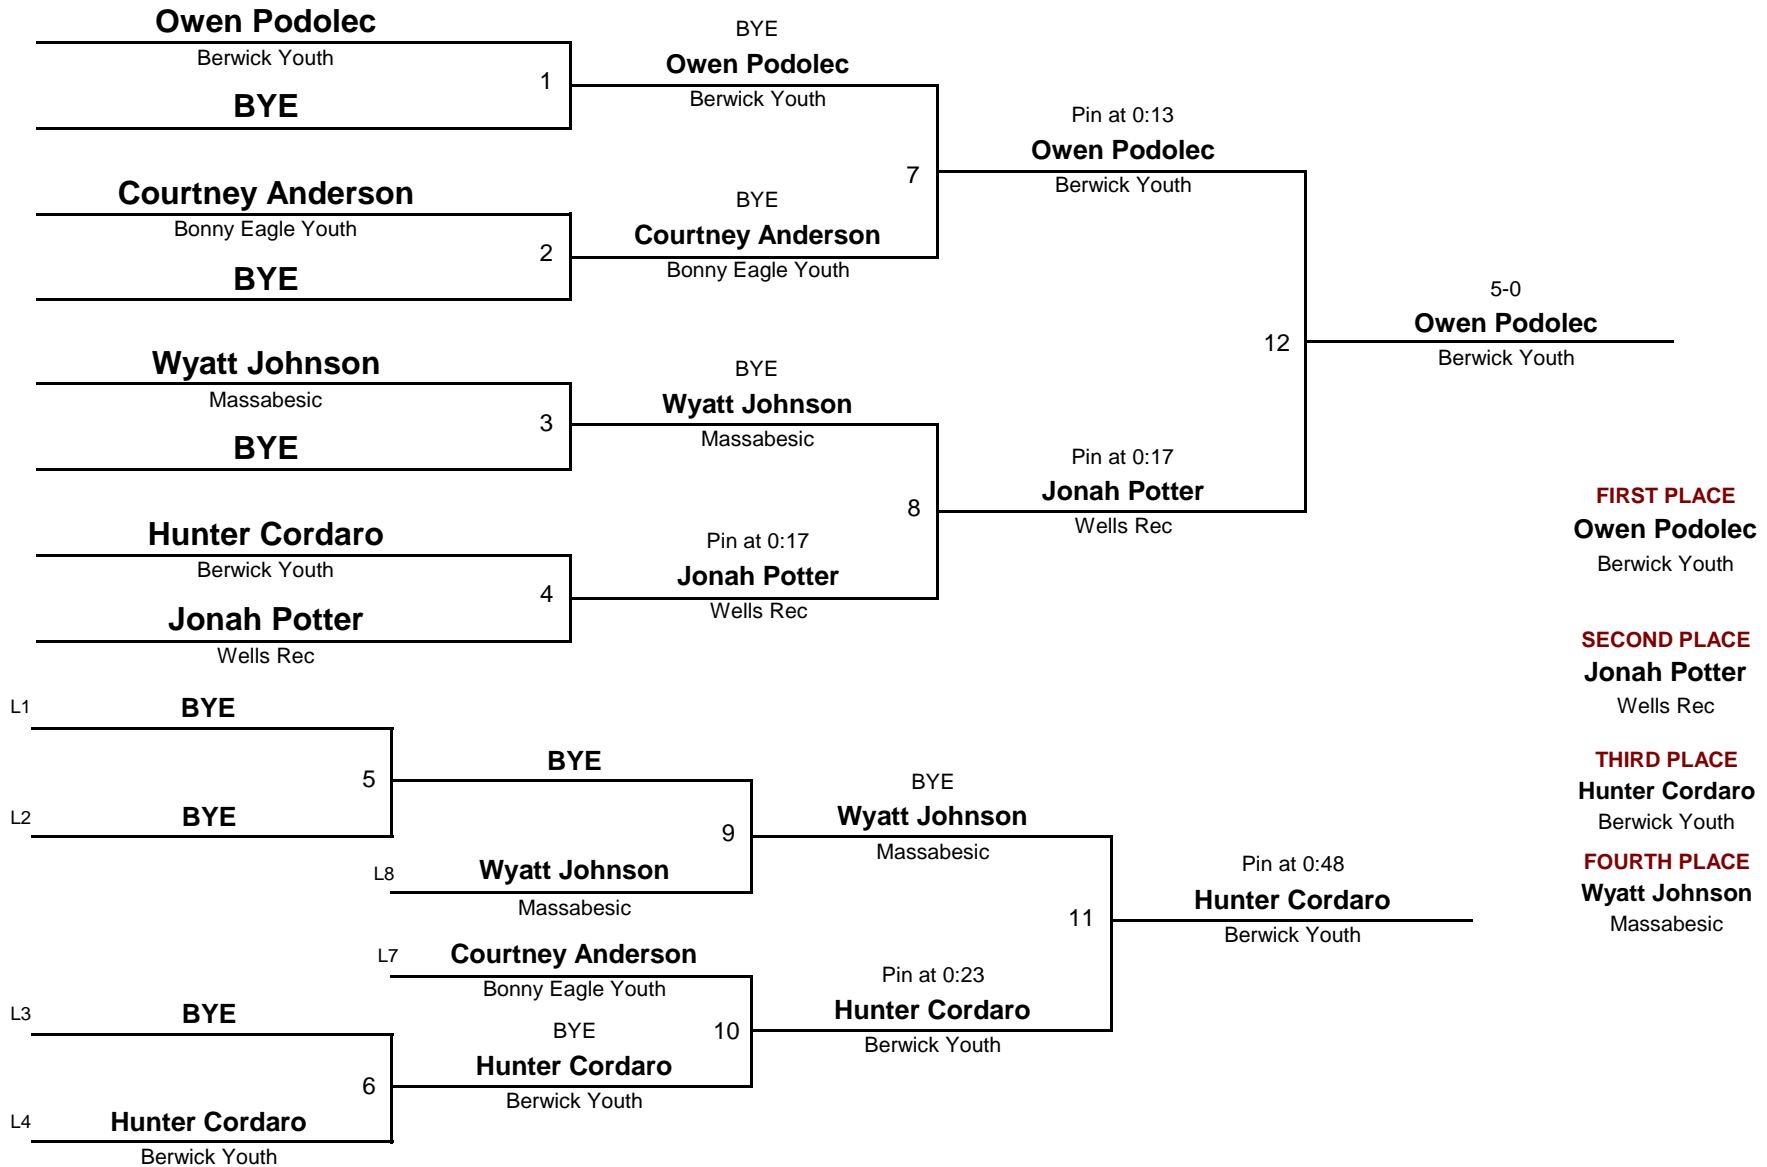 Owen Podolec
Berwick Youth
1
BYE
BYE
Owen Podolec
Berwick Youth
Courtney Anderson
Bonny Eagle Youth
2
BYE
BYE
Courtney Anderson
Bonny Eagle Youth
7
Pin at 0:13
Owen Podolec
Berwick Youth
Wyatt Johnson
Massabesic
3
BYE
BYE
Wyatt Johnson
Massabesic
Hunter Cordaro
Berwick Youth
4
Jonah Potter
Wells Rec
Pin at 0:17
Jonah Potter
Wells Rec
8
Pin at 0:17
Jonah Potter
Wells Rec
12
5-0
Owen Podolec
Berwick Youth
L1
BYE
5
L2
BYE
BYE
9
L8
Wyatt Johnson
Massabesic
BYE
Wyatt Johnson
Massabesic
L7
Courtney Anderson
Bonny Eagle Youth
L3
BYE
6
L4
Hunter Cordaro
Berwick Youth
BYE
Hunter Cordaro
Berwick Youth
10
Pin at 0:23
Hunter Cordaro
Berwick Youth
11
Pin at 0:48
Hunter Cordaro
Berwick Youth
FIRST PLACE
Owen Podolec
Berwick Youth
SECOND PLACE
Jonah Potter
Wells Rec
THIRD PLACE
Hunter Cordaro
Berwick Youth
FOURTH PLACE
Wyatt Johnson
Massabesic